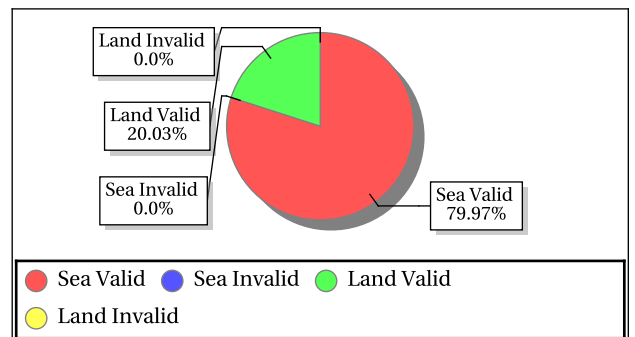 Land Invalid
0.0%
Land Valid
20.03%
Sea Invalid
0.0%
Sea Valid
79.97%
Sea Valid Sea Invalid Land Valid
Land Invalid